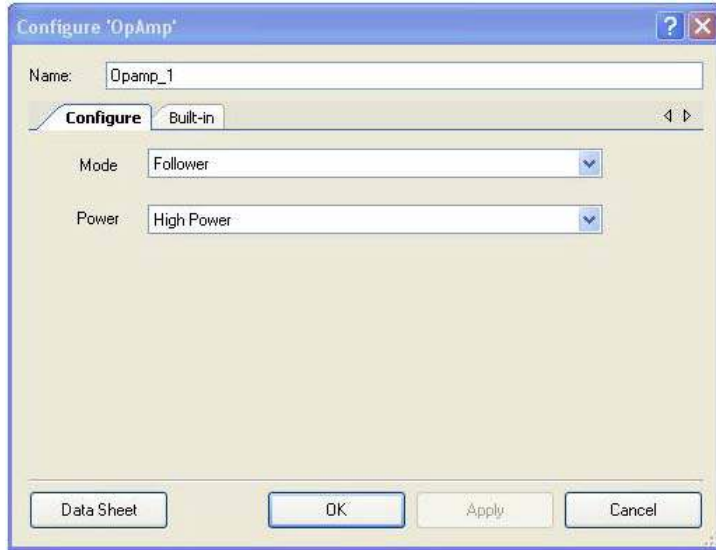 Configure 'OpAmp'
Name: Opamp_1
Configure Built-in
Mode Follower
Power High Power
Data Sheet OK Apply Cancel